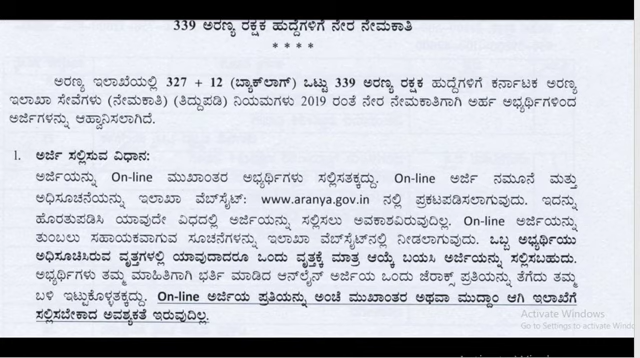 339 ಅರಣ್ಯ ರಕ್ಷಕ ಹುದ್ದೆಗಳಿಗೆ ನೇರ ನೇಮಕಾತಿ
* * * *
ಅರಣ್ಯ ಇಲಾಖೆಯಲ್ಲಿ 327 + 12 (ಬ್ಯಾಕ್‌ಲಾಗ್) ಒಟ್ಟು 339 ಅರಣ್ಯ ರಕ್ಷಕ ಹುದ್ದೆಗಳಿಗೆ ಕರ್ನಾಟಕ ಅರಣ್ಯ
ಇಲಾಖಾ ಸೇವೆಗಳು (ನೇಮಕಾತಿ) (ತಿದ್ದುಪಡಿ) ನಿಯಮಗಳು 2019 ರಂತೆ ನೇರ ನೇಮಕಾತಿಗಾಗಿ ಅರ್ಹ ಅಭ್ಯರ್ಥಿಗಳಿಂದ
ಅರ್ಜಿಗಳನ್ನು ಆಹ್ವಾನಿಸಲಾಗಿದೆ.
1. ಅರ್ಜಿ ಸಲ್ಲಿಸುವ ವಿಧಾನ:
ಅರ್ಜಿಯನ್ನು On-line ಮುಖಾಂತರ ಅಭ್ಯರ್ಥಿಗಳು ಸಲ್ಲಿಸತಕ್ಕದ್ದು. On-line ಅರ್ಜಿ ನಮೂನೆ ಮತ್ತು
ಅಧಿಸೂಚನೆಯನ್ನು ಇಲಾಖಾ ವೆಬ್‌ಸೈಟ್: www.aranya.gov.in ನಲ್ಲಿ ಪ್ರಕಟಪಡಿಸಲಾಗುವುದು. ಇದನ್ನು
ಹೊರತುಪಡಿಸಿ ಯಾವುದೇ ವಿಧದಲ್ಲಿ ಅರ್ಜಿಯನ್ನು ಸಲ್ಲಿಸಲು ಅವಕಾಶವಿರುವುದಿಲ್ಲ. On-line ಅರ್ಜಿಯನ್ನು
ತುಂಬಲು ಸಹಾಯಕವಾಗುವ ಸೂಚನೆಗಳನ್ನು ಇಲಾಖಾ ವೆಬ್‌ಸೈಟ್‌ನಲ್ಲಿ ನೀಡಲಾಗುವುದು. ಒಬ್ಬ ಅಭ್ಯರ್ಥಿಯು
ಅಧಿಸೂಚಿಸಿರುವ ವೃತ್ತಗಳಲ್ಲಿ ಯಾವುದಾದರೂ ಒಂದು ವೃತ್ತಕ್ಕೆ ಮಾತ್ರ ಆಯ್ಕೆ ಬಯಸಿ ಅರ್ಜಿಯನ್ನು ಸಲ್ಲಿಸಬಹುದು.
ಅಭ್ಯರ್ಥಿಗಳು ತಮ್ಮ ಮಾಹಿತಿಗಾಗಿ ಭರ್ತಿ ಮಾಡಿದ ಆನ್‌ಲೈನ್ ಅರ್ಜಿಯ ಒಂದು ಜೆರಾಕ್ಸ್ ಪ್ರತಿಯನ್ನು ತೆಗೆದು ತಮ್ಮ
ಬಳಿ ಇಟ್ಟುಕೊಳ್ಳತಕ್ಕದ್ದು. On-line ಅರ್ಜಿಯ ಪ್ರತಿಯನ್ನು ಅಂಚೆ ಮುಖಾಂತರ ಅಥವಾ ಮುದ್ದಾಂ ಆಗಿ ಇಲಾಖೆಗೆ
ಸಲ್ಲಿಸಬೇಕಾದ ಅವಶ್ಯಕತೆ ಇರುವುದಿಲ್ಲ.
Activate Windows
Go to Settings to activate Windo